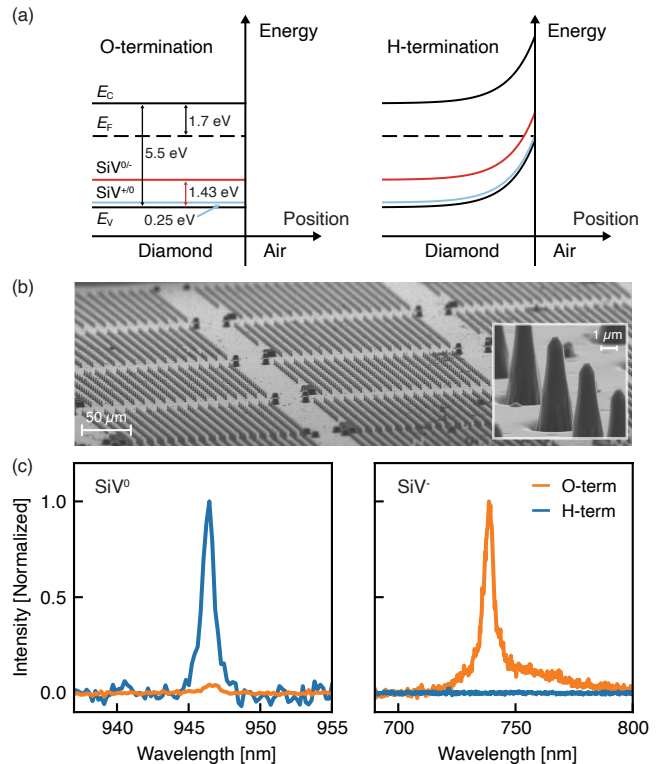 (a)
O-termination
Energy
E_C
E_F
1.7 eV
5.5 eV
SiV^0/-
SiV^+/0
1.43 eV
E_V
0.25 eV
Position
Diamond
Air
H-termination
Energy
Position
Diamond
Air
(b)
50 µm
1 µm
(c)
SiV^0
1.0
0.5
0.0
Intensity [Normalized]
940
945
950
955
Wavelength [nm]
SiV^-
O-term
H-term
700
750
800
Wavelength [nm]